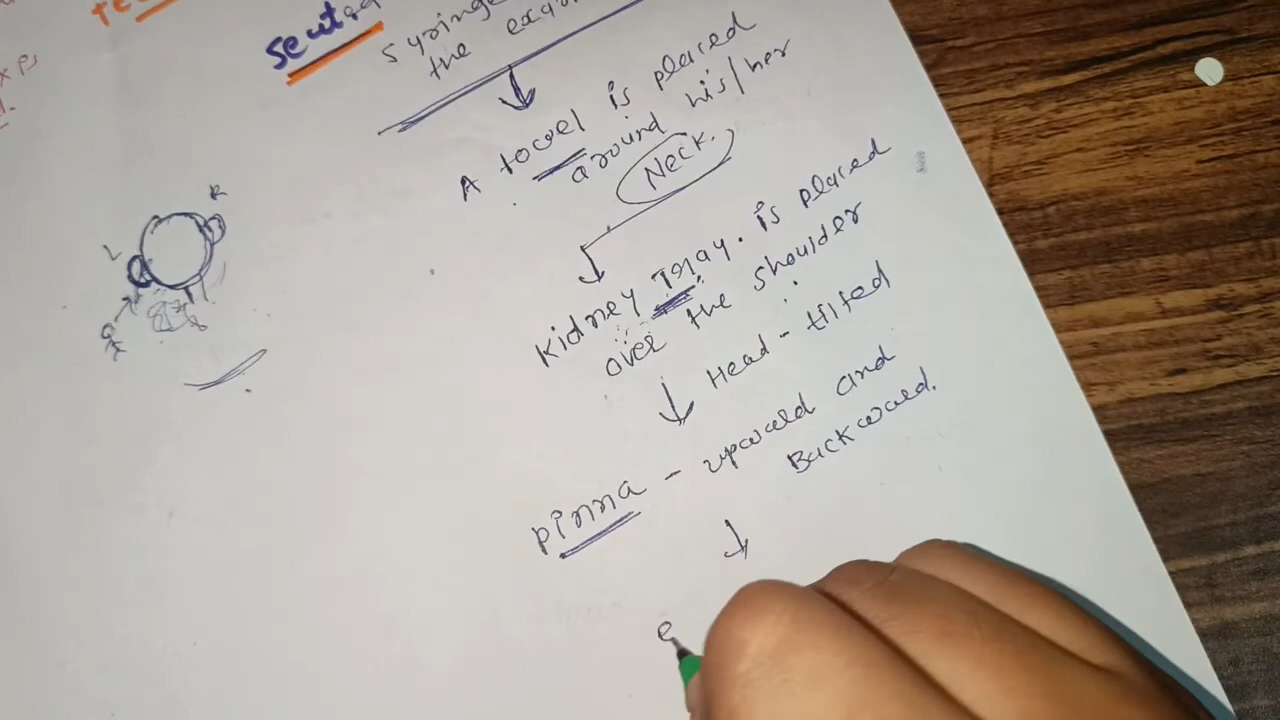 seated
syringe
the
A towel is placed
around his/her
Neck.
L
R
Kidney Tray. is placed
over the shoulder
Head - tilted
pinna - upward and
Backward.
e